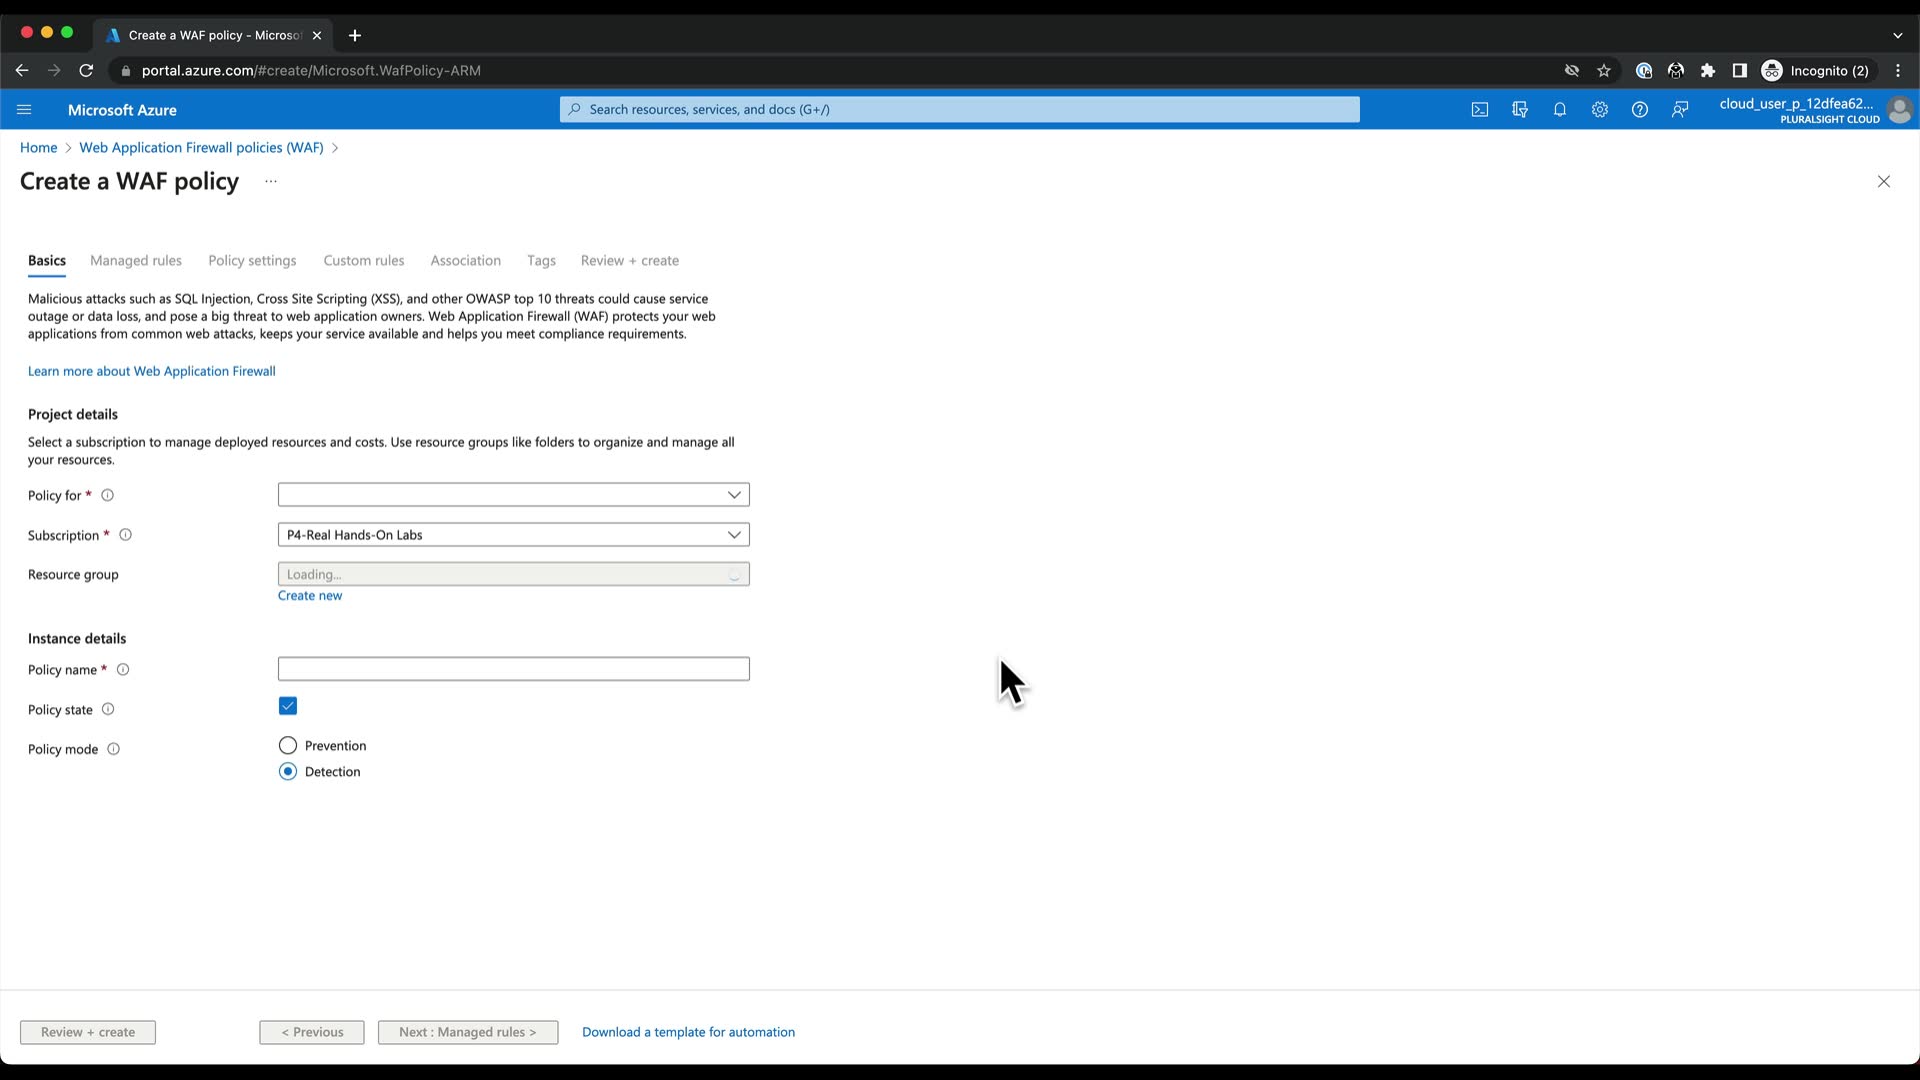 Create a WAF policy - Microso
portal.azure.com/#create/Microsoft.WafPolicy-ARM
Incognito (2)
Microsoft Azure
Search resources, services, and docs (G+/)
cloud_user_p_12dfea62...
PLURALSIGHT CLOUD
Home > Web Application Firewall policies (WAF) >
Create a WAF policy ...
Basics Managed rules Policy settings Custom rules Association Tags Review + create
Malicious attacks such as SQL Injection, Cross Site Scripting (XSS), and other OWASP top 10 threats could cause service
outage or data loss, and pose a big threat to web application owners. Web Application Firewall (WAF) protects your web
applications from common web attacks, keeps your service available and helps you meet compliance requirements.
Learn more about Web Application Firewall
Project details
Select a subscription to manage deployed resources and costs. Use resource groups like folders to organize and manage all
your resources.
Policy for *
Subscription * P4-Real Hands-On Labs
Resource group Loading...
Create new
Instance details
Policy name *
Policy state
Policy mode Prevention
Detection
Review + create < Previous Next : Managed rules > Download a template for automation